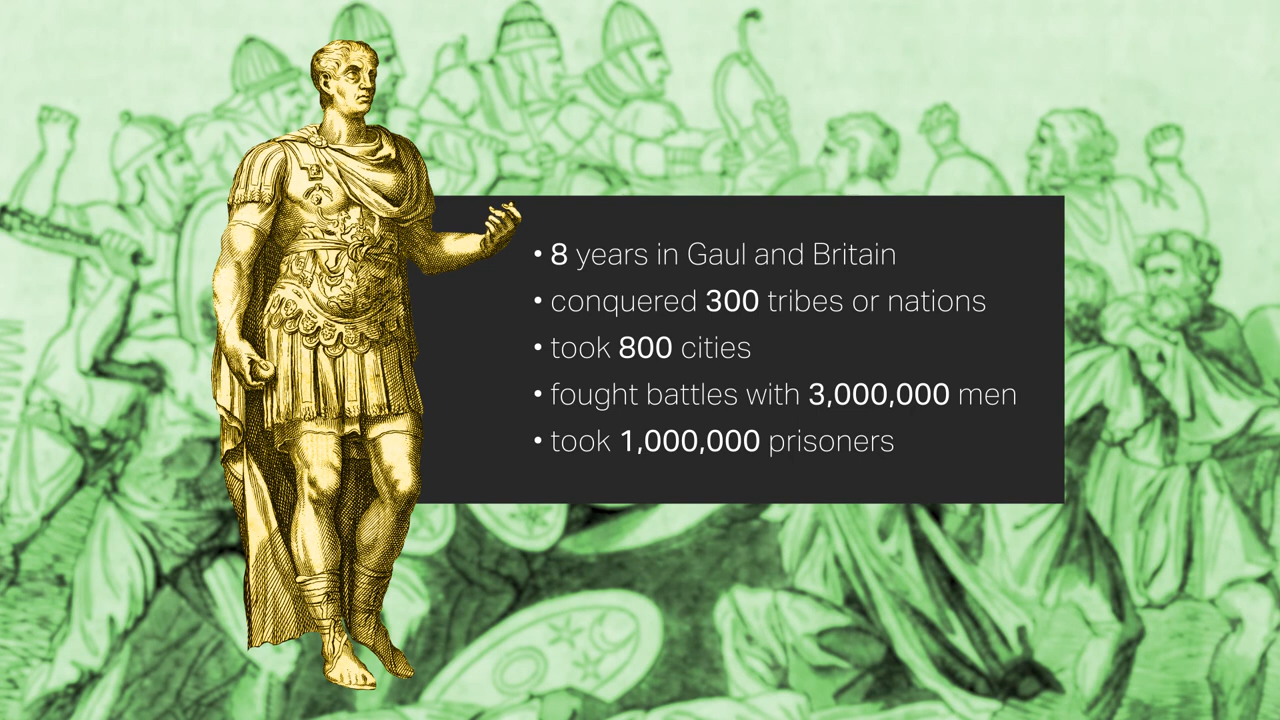 • 8 years in Gaul and Britain
• conquered 300 tribes or nations
• took 800 cities
• fought battles with 3,000,000 men
• took 1,000,000 prisoners